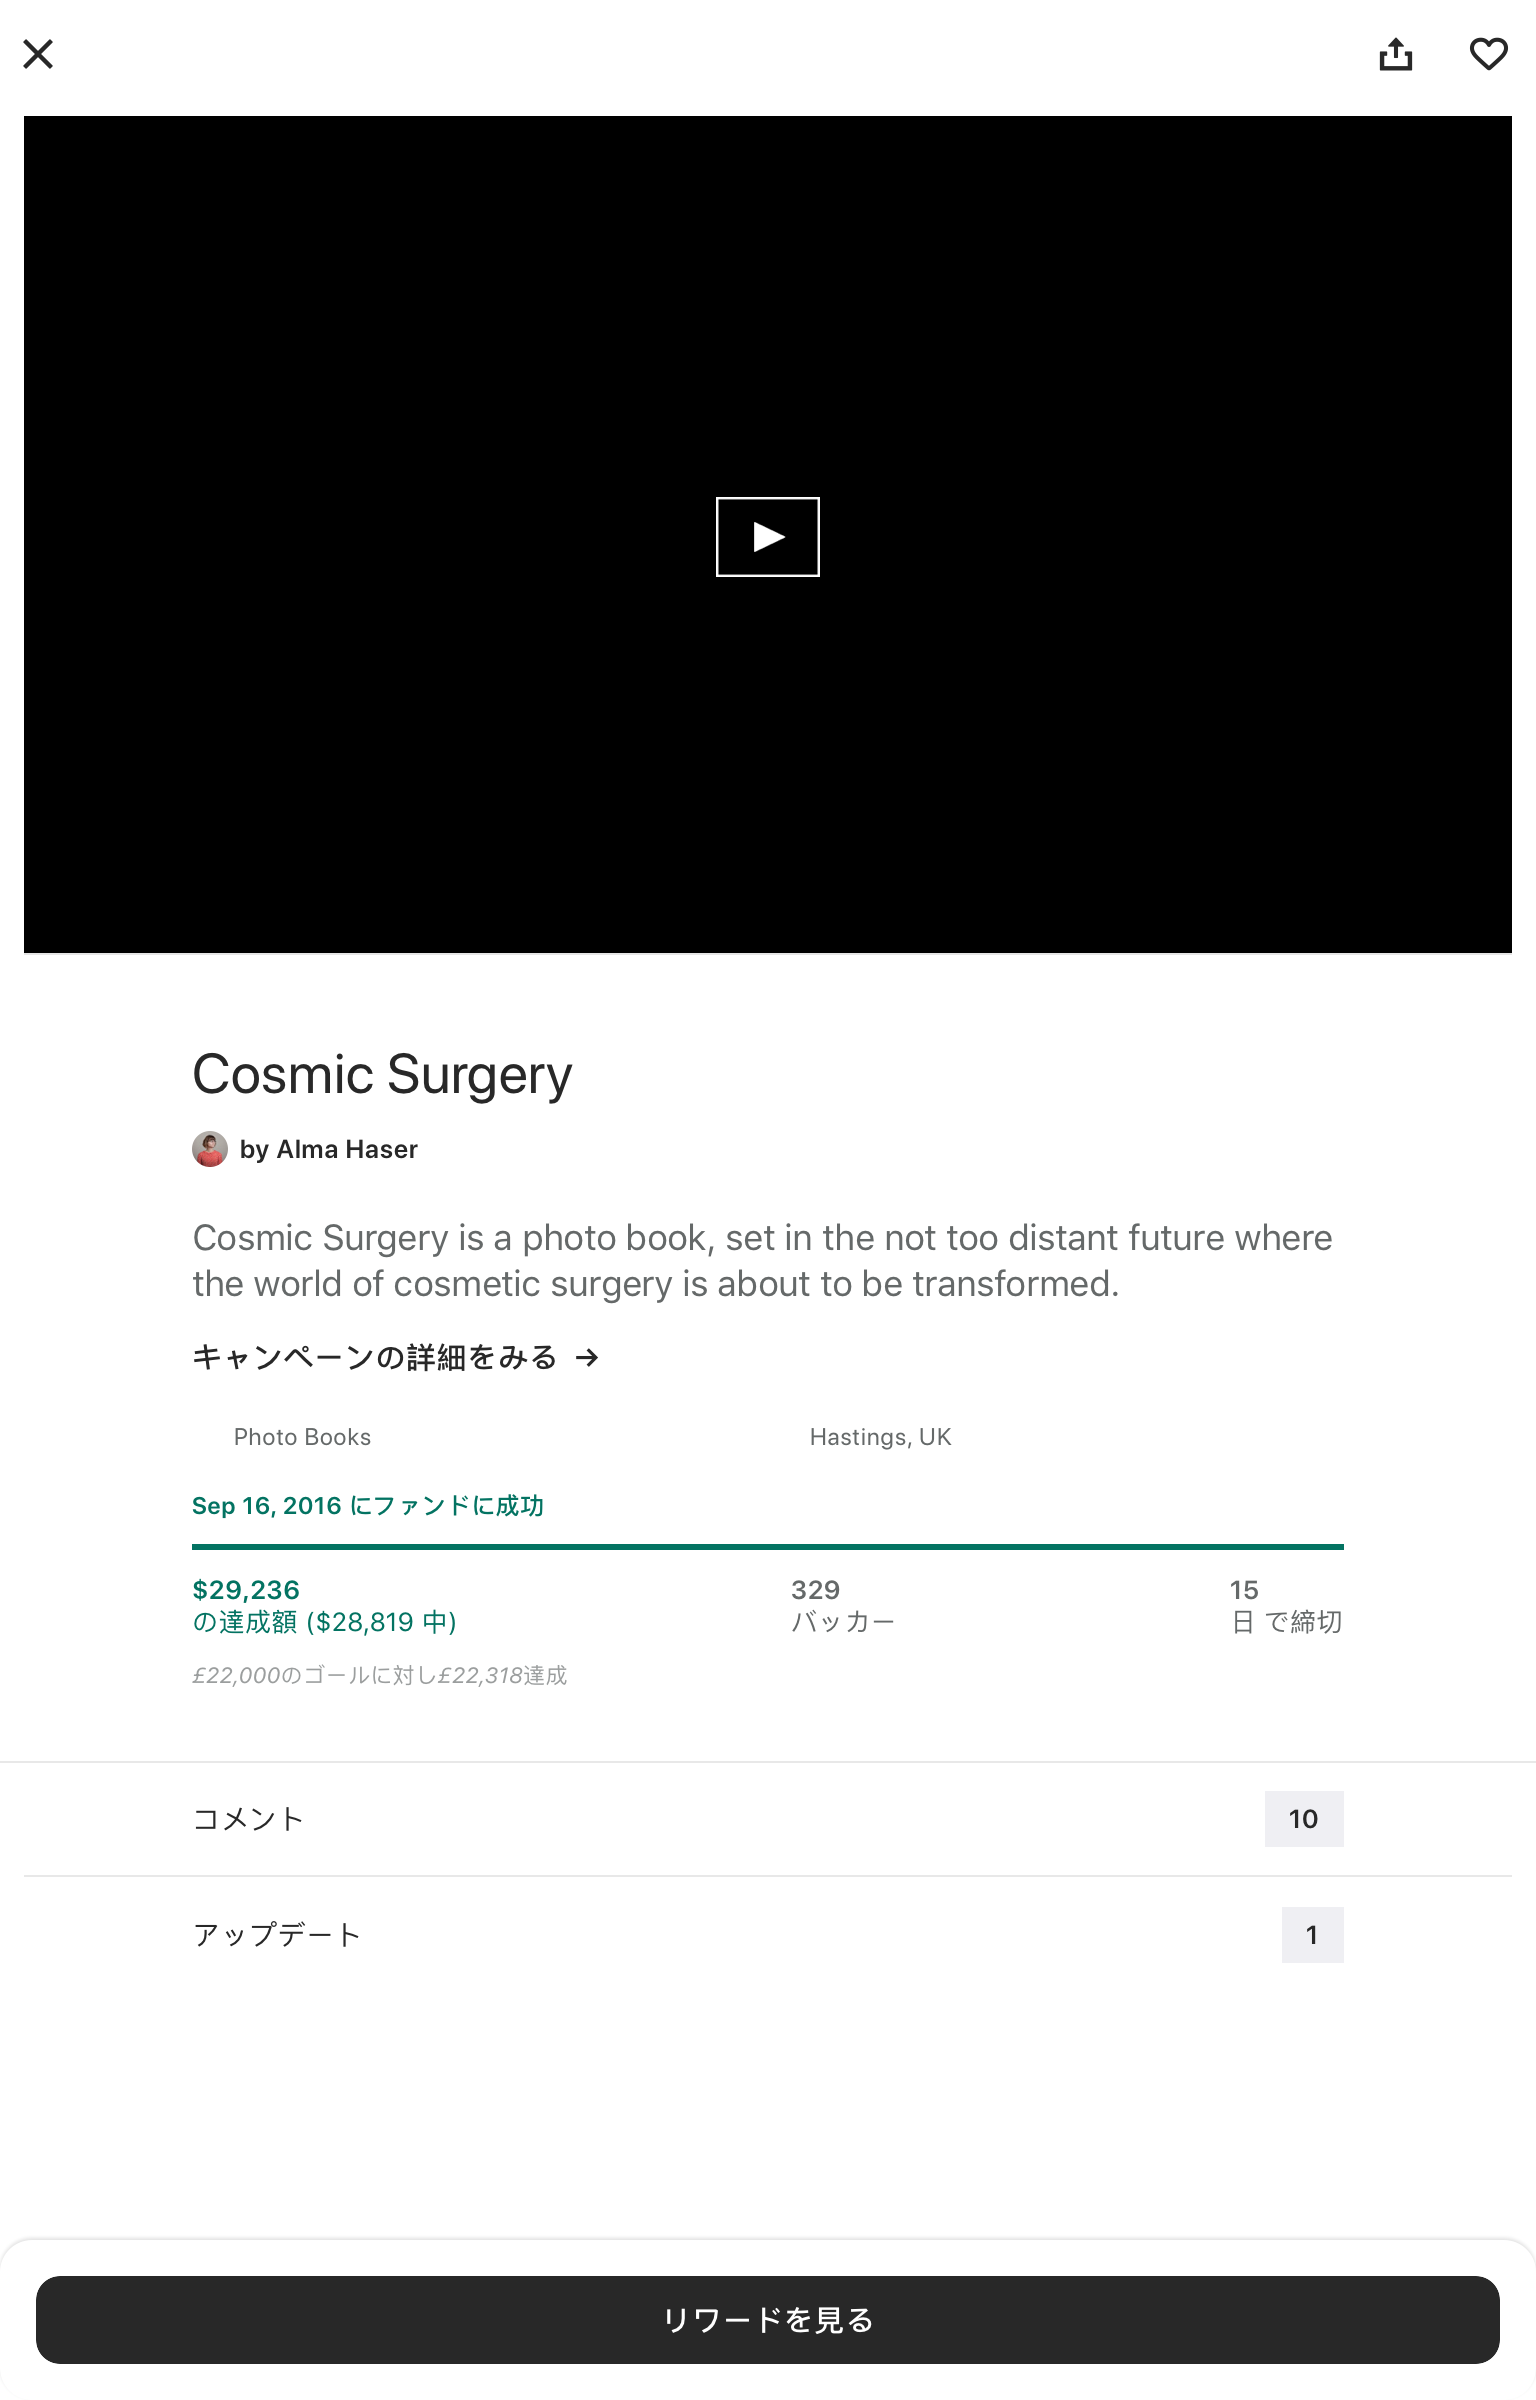 Cosmic Surgery
by Alma Haser
Cosmic Surgery is a photo book, set in the not too distant future where
the world of cosmetic surgery is about to be transformed.
キャンペーンの詳細をみる →
Photo Books
Hastings, UK
Sep 16, 2016 にファンドに成功
$29,236
の達成額 ($28,819 中)
329
バッカー
15
日 で締切
£22,000のゴールに対し£22,318達成
コメント
10
アップデート
1
リワードを見る